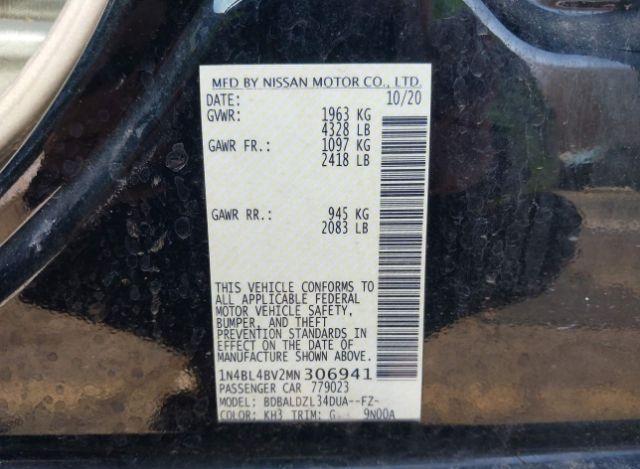 MFD BY NISSAN MOTOR CO., LTD.
DATE: 10/20
GVWR: 1963 KG
4328 LB
GAWR FR.: 1097 KG
2418 LB
GAWR RR.: 945 KG
2083 LB
THIS VEHICLE CONFORMS TO
ALL APPLICABLE FEDERAL
MOTOR VEHICLE SAFETY,
BUMPER, AND THEFT
PREVENTION STANDARDS IN
EFFECT ON THE DATE OF
MANUFACTURE SHOWN ABOVE.
1N4BL4BV2MN 306941
PASSENGER CAR 779023
MODEL: BDBALDZL34DUA--FZ-
COLOR: KH3 TRIM: G 9N00A